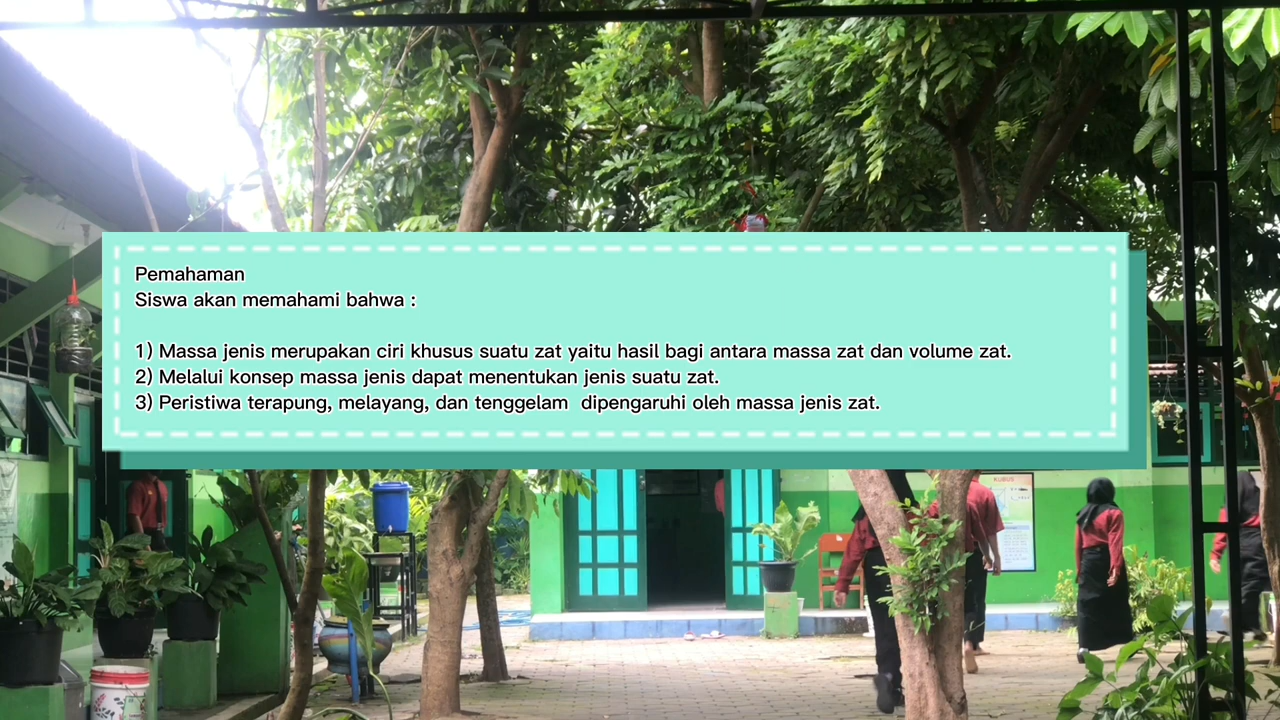 Pemahaman
Siswa akan memahami bahwa :
1) Massa jenis merupakan ciri khusus suatu zat yaitu hasil bagi antara massa zat dan volume zat.
2) Melalui konsep massa jenis dapat menentukan jenis suatu zat.
3) Peristiwa terapung, melayang, dan tenggelam  dipengaruhi oleh massa jenis zat.
KUBUS